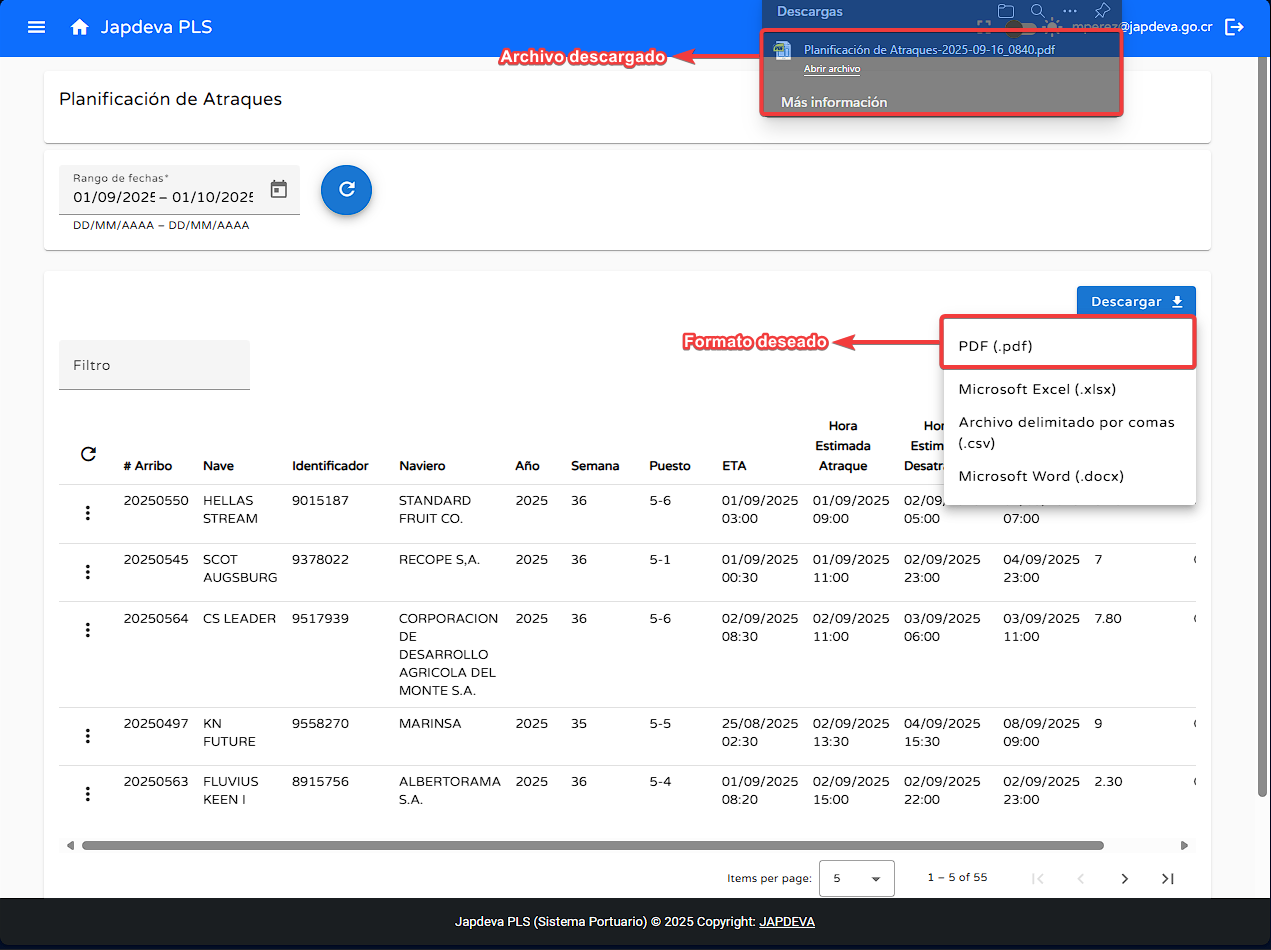 Japdeva PLS
Descargas
mperez@japdeva.go.cr
Archivo descargado
Planificación de Atraques-2025-09-16_0840.pdf
Abrir archivo
Más información
Planificación de Atraques
Rango de fechas*
01/09/2025 – 01/10/2025
DD/MM/AAAA – DD/MM/AAAA
Descargar
Formato deseado
PDF (.pdf)
Microsoft Excel (.xlsx)
Archivo delimitado por comas
(.csv)
Microsoft Word (.docx)
Filtro
# Arribo Nave Identificador Naviero Año Semana Puesto ETA Hora Estimada Atraque Hor Estim Desatr
20250550 HELLAS STREAM 9015187 STANDARD FRUIT CO. 2025 36 5-6 01/09/2025 03:00 01/09/2025 09:00 02/09/ 05:00 07:00
20250545 SCOT AUGSBURG 9378022 RECOPE S,A. 2025 36 5-1 01/09/2025 00:30 01/09/2025 11:00 02/09/2025 23:00 04/09/2025 23:00 7
20250564 CS LEADER 9517939 CORPORACION DE DESARROLLO AGRICOLA DEL MONTE S.A. 2025 36 5-6 02/09/2025 08:30 02/09/2025 11:00 03/09/2025 06:00 03/09/2025 11:00 7.80
20250497 KN FUTURE 9558270 MARINSA 2025 35 5-5 25/08/2025 02:30 02/09/2025 13:30 04/09/2025 15:30 08/09/2025 09:00 9
20250563 FLUVIUS KEEN I 8915756 ALBERTORAMA S.A. 2025 36 5-4 01/09/2025 08:20 02/09/2025 15:00 02/09/2025 22:00 02/09/2025 23:00 2.30
Items per page: 5 1 – 5 of 55
Japdeva PLS (Sistema Portuario) © 2025 Copyright: JAPDEVA